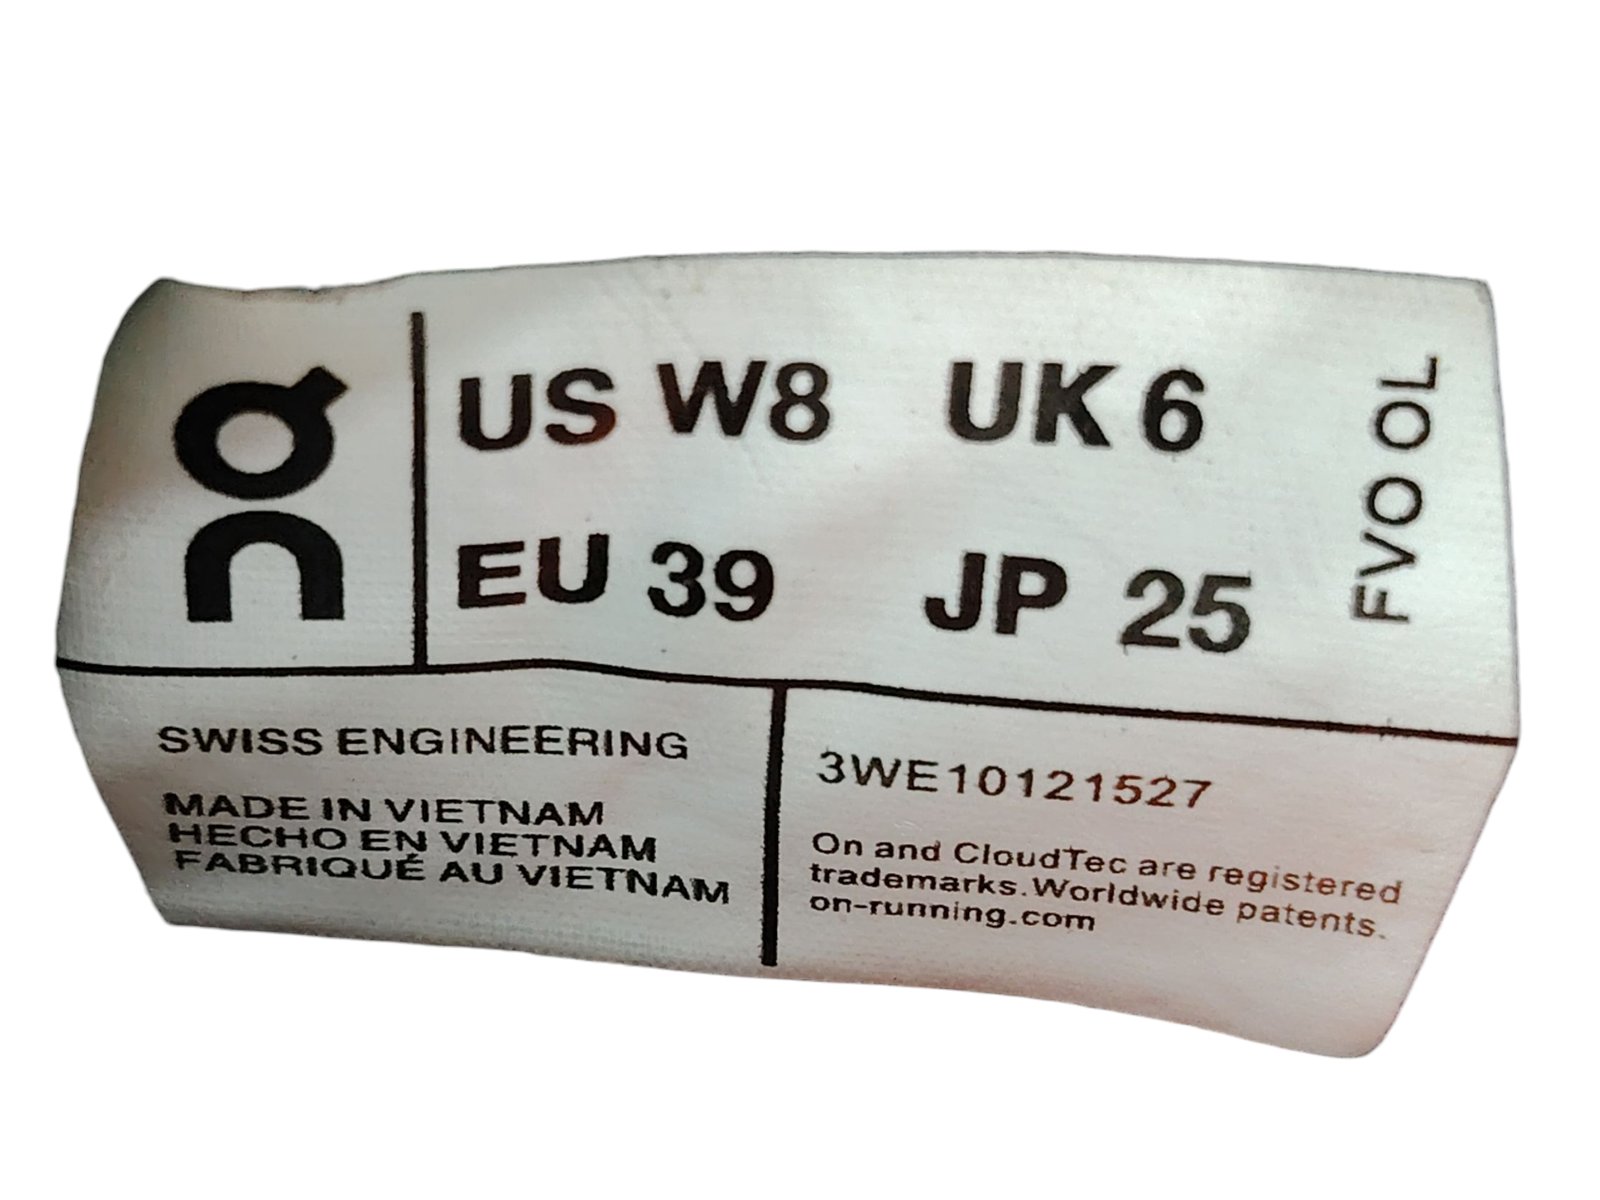 On
US W8 UK 6
EU 39 JP 25
FVO OL
SWISS ENGINEERING
MADE IN VIETNAM
HECHO EN VIETNAM
FABRIQUÉ AU VIETNAM
3WE10121527
On and CloudTec are registered
trademarks.Worldwide patents.
on-running.com